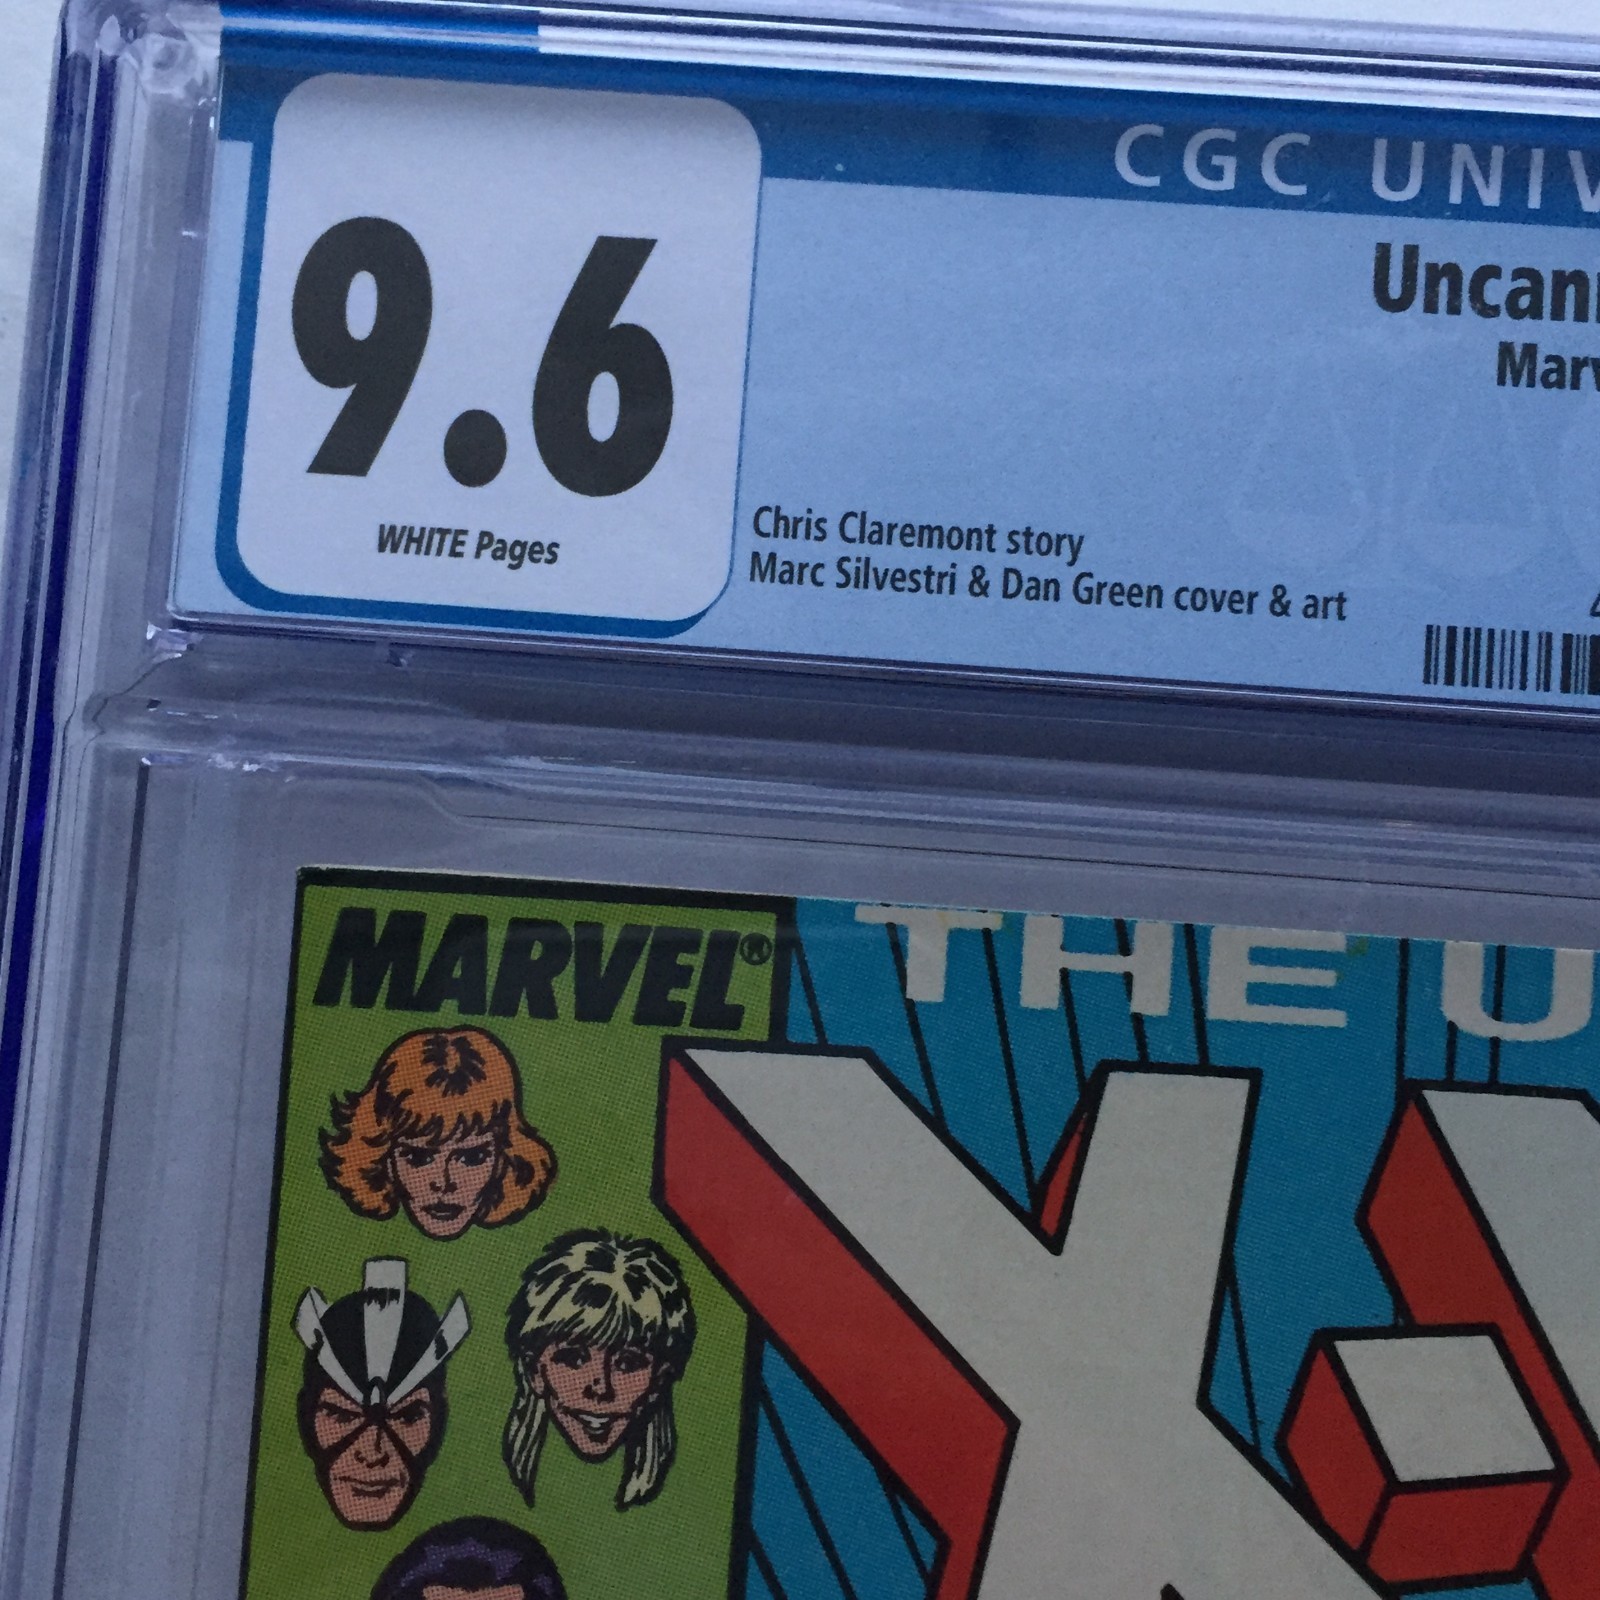 CGC UNIV
9.6
WHITE Pages
Uncann
Marv
Chris Claremont story
Marc Silvestri & Dan Green cover & art
MARVEL®
THE U
X-